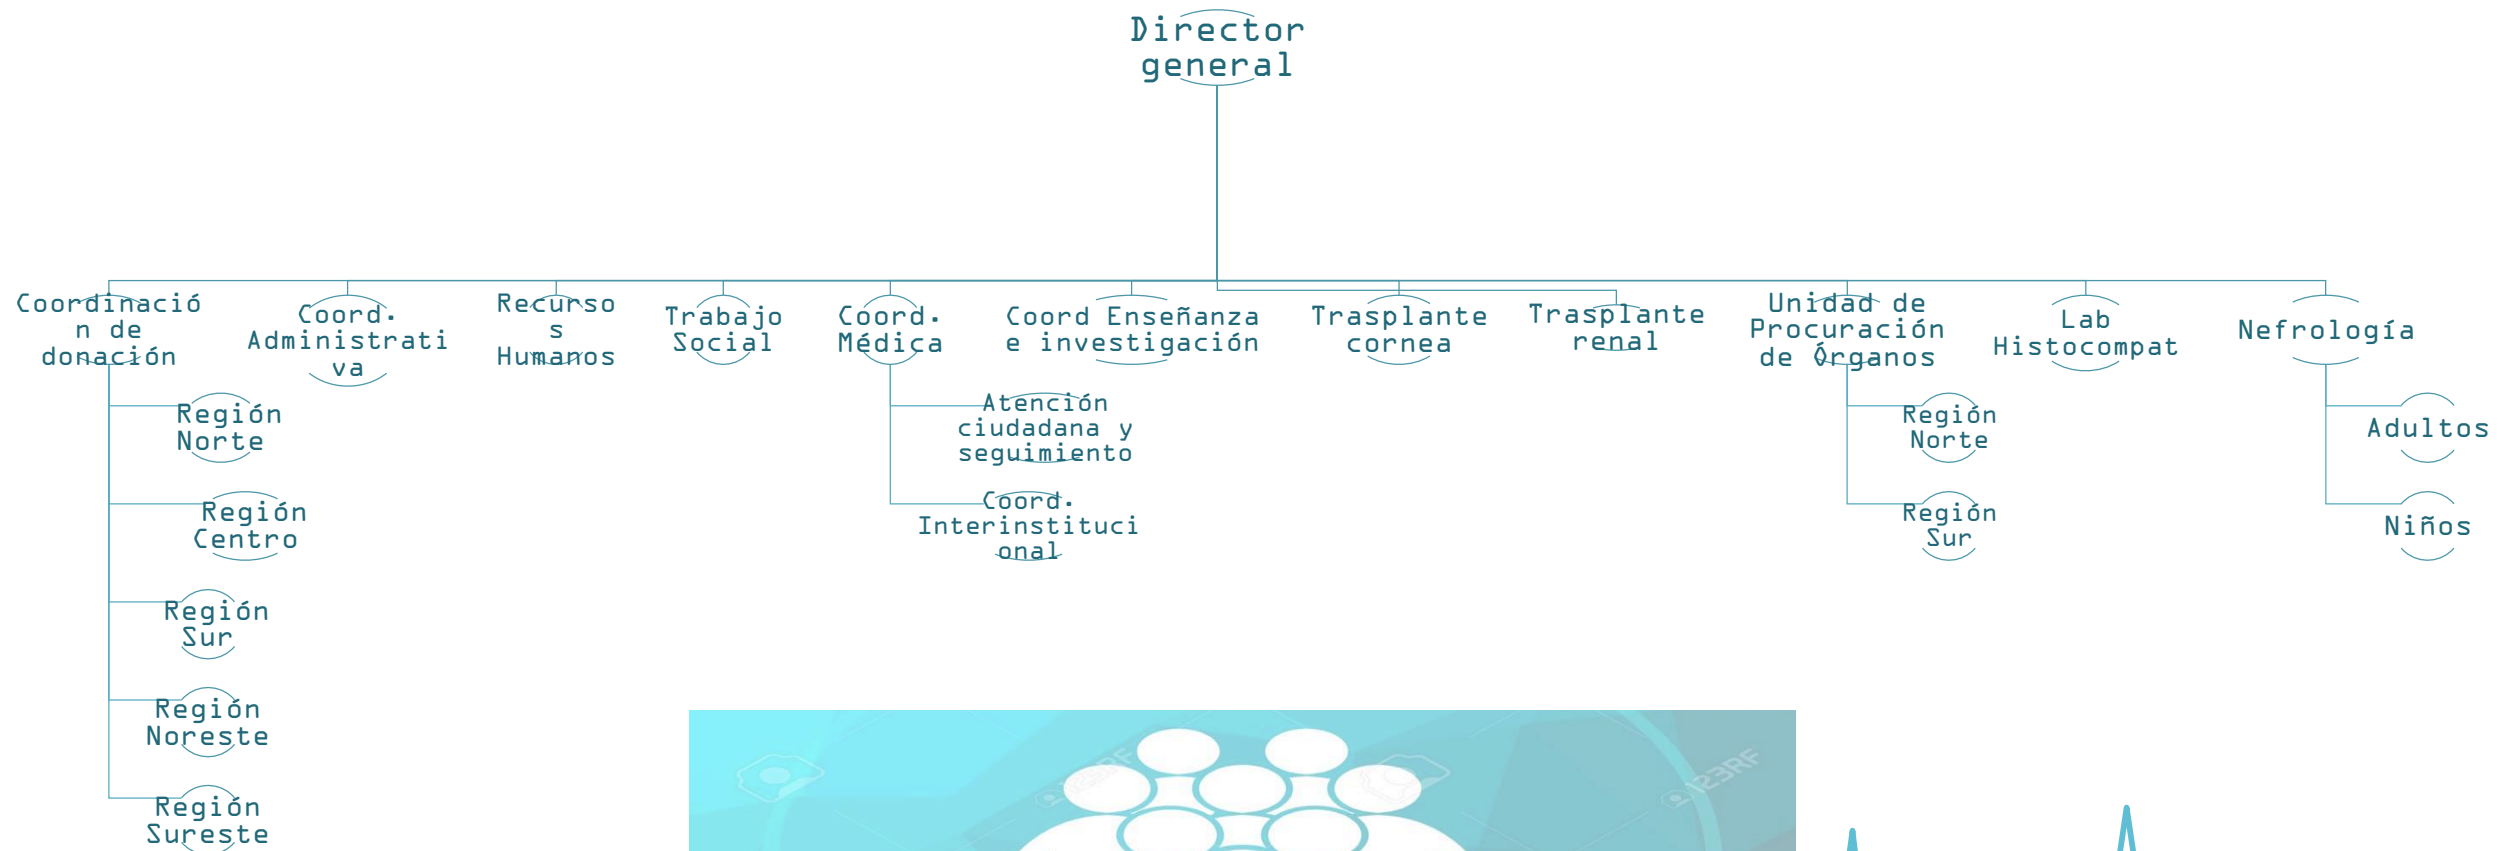 Director
general
Coordinació
n de
donación
Coord.
Administrati
va
Recurso
s
Humanos
Trabajo
Social
Coord.
Médica
Coord Enseñanza
e investigación
Trasplante
cornea
Trasplante
renal
Unidad de
Procuración
de Órganos
Lab
Histocompat
Nefrología
Región
Norte
Región
Centro
Región
Sur
Región
Noreste
Región
Sureste
Atención
ciudadana y
seguimiento
Coord.
Interinstituci
onal
Región
Norte
Región
Sur
Adultos
Niños
123RF
123RF